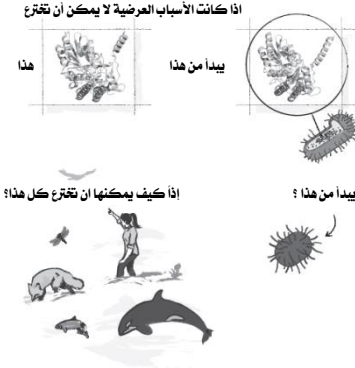 اذا كانت الأسباب العرضية لا يمكن أن تخترع
هذا
يبدأ من هذا
إذاً كيف يمكنها ان تخترع كل هذا؟
يبدأ من هذا ؟